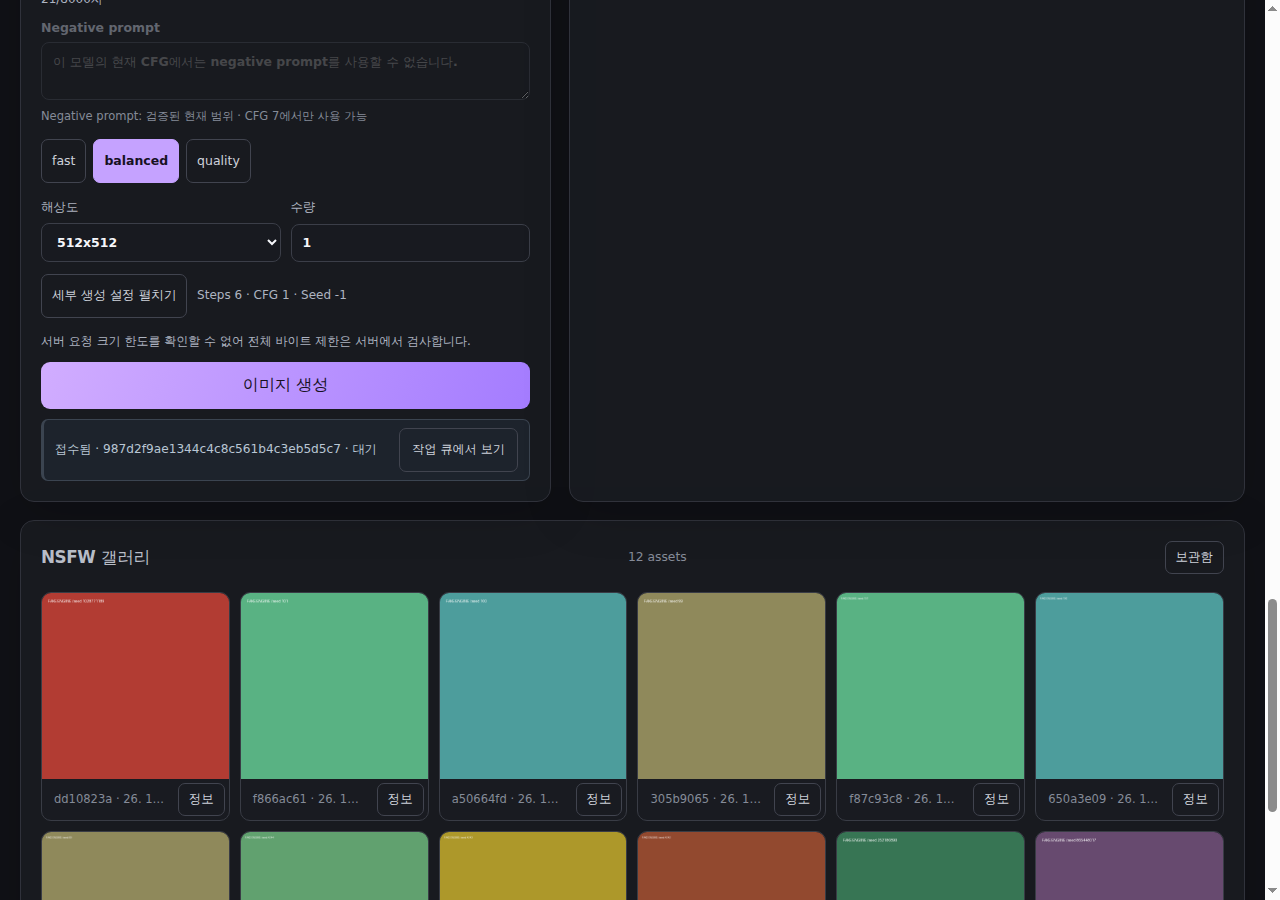 Negative prompt
이 모델의 현재 CFG에서는 negative prompt를 사용할 수 없습니다.
Negative prompt: 검증된 현재 범위 · CFG 7에서만 사용 가능
fast
balanced
quality
해상도
수량
512x512
1
세부 생성 설정 펼치기
Steps 6 · CFG 1 · Seed -1
서버 요청 크기 한도를 확인할 수 없어 전체 바이트 제한은 서버에서 검사합니다.
이미지 생성
접수됨 · 987d2f9ae1344c4c8c561b4c3eb5d5c7 · 대기
작업 큐에서 보기
NSFW 갤러리
12 assets
보관함
dd10823a · 26. 1…
정보
f866ac61 · 26. 1…
정보
a50664fd · 26. 1…
정보
305b9065 · 26. 1…
정보
f87c93c8 · 26. 1…
정보
650a3e09 · 26. 1…
정보